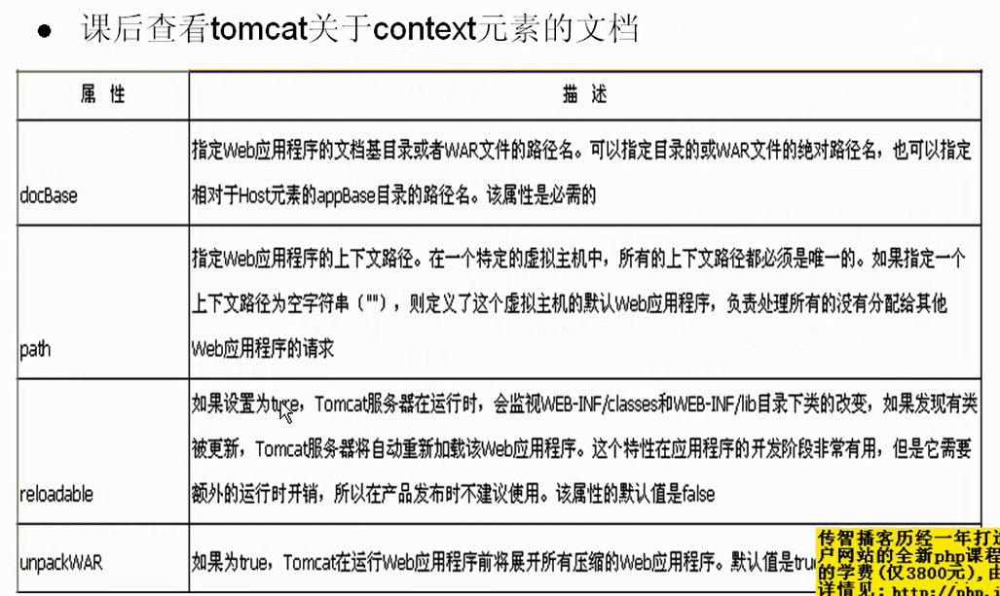 ● 课后查看tomcat关于context元素的文档
属 性
描 述
docBase
指定Web应用程序的文档基目录或者WAR文件的路径名。可以指定目录的或WAR文件的绝对路径名，也可以指定
相对于Host元素的appBase目录的路径名。该属性是必需的
path
指定Web应用程序的上下文路径。在一个特定的虚拟主机中，所有的上下文路径都必须是唯一的。如果指定一个
上下文路径为空字符串（""），则定义了这个虚拟主机的默认Web应用程序，负责处理所有的没有分配给其他
Web应用程序的请求
reloadable
如果设置为ture，Tomcat服务器在运行时，会监视WEB-INF/classes和WEB-INF/lib目录下类的改变，如果发现有类
被更新，Tomcat服务器将自动重新加载该Web应用程序。这个特性在应用程序的开发阶段非常有用，但是它需要
额外的运行时开销，所以在产品发布时不建议使用。该属性的默认值是false
unpackWAR
如果为true，Tomcat在运行Web应用程序前将展开所有压缩的Web应用程序。默认值是true
传智播客历经一年打造
户网站的全新php课程
的学费(仅3800元),由
详情见：http://php.i